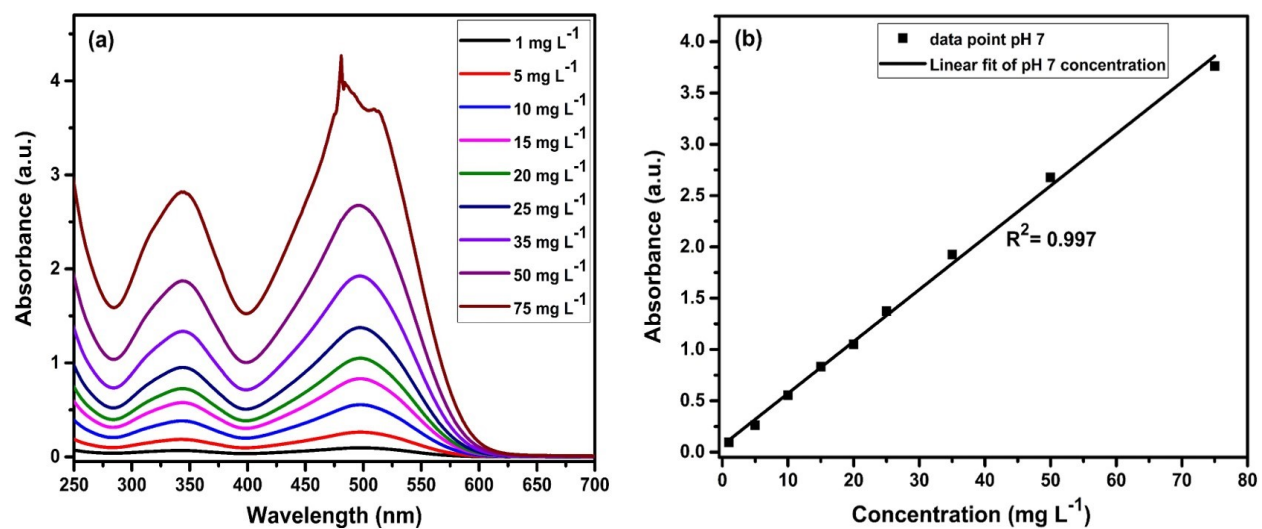 (a)
1 mg L-1
5 mg L-1
10 mg L-1
15 mg L-1
20 mg L-1
25 mg L-1
35 mg L-1
50 mg L-1
75 mg L-1
4
3
2
1
0
Absorbance (a.u.)
250 300 350 400 450 500 550 600 650 700
Wavelength (nm)
(b)
data point pH 7
Linear fit of pH 7 concentration
R2= 0.997
4.0
3.5
3.0
2.5
2.0
1.5
1.0
0.5
0.0
Absorbance (a.u.)
0 10 20 30 40 50 60 70 80
Concentration (mg L-1)